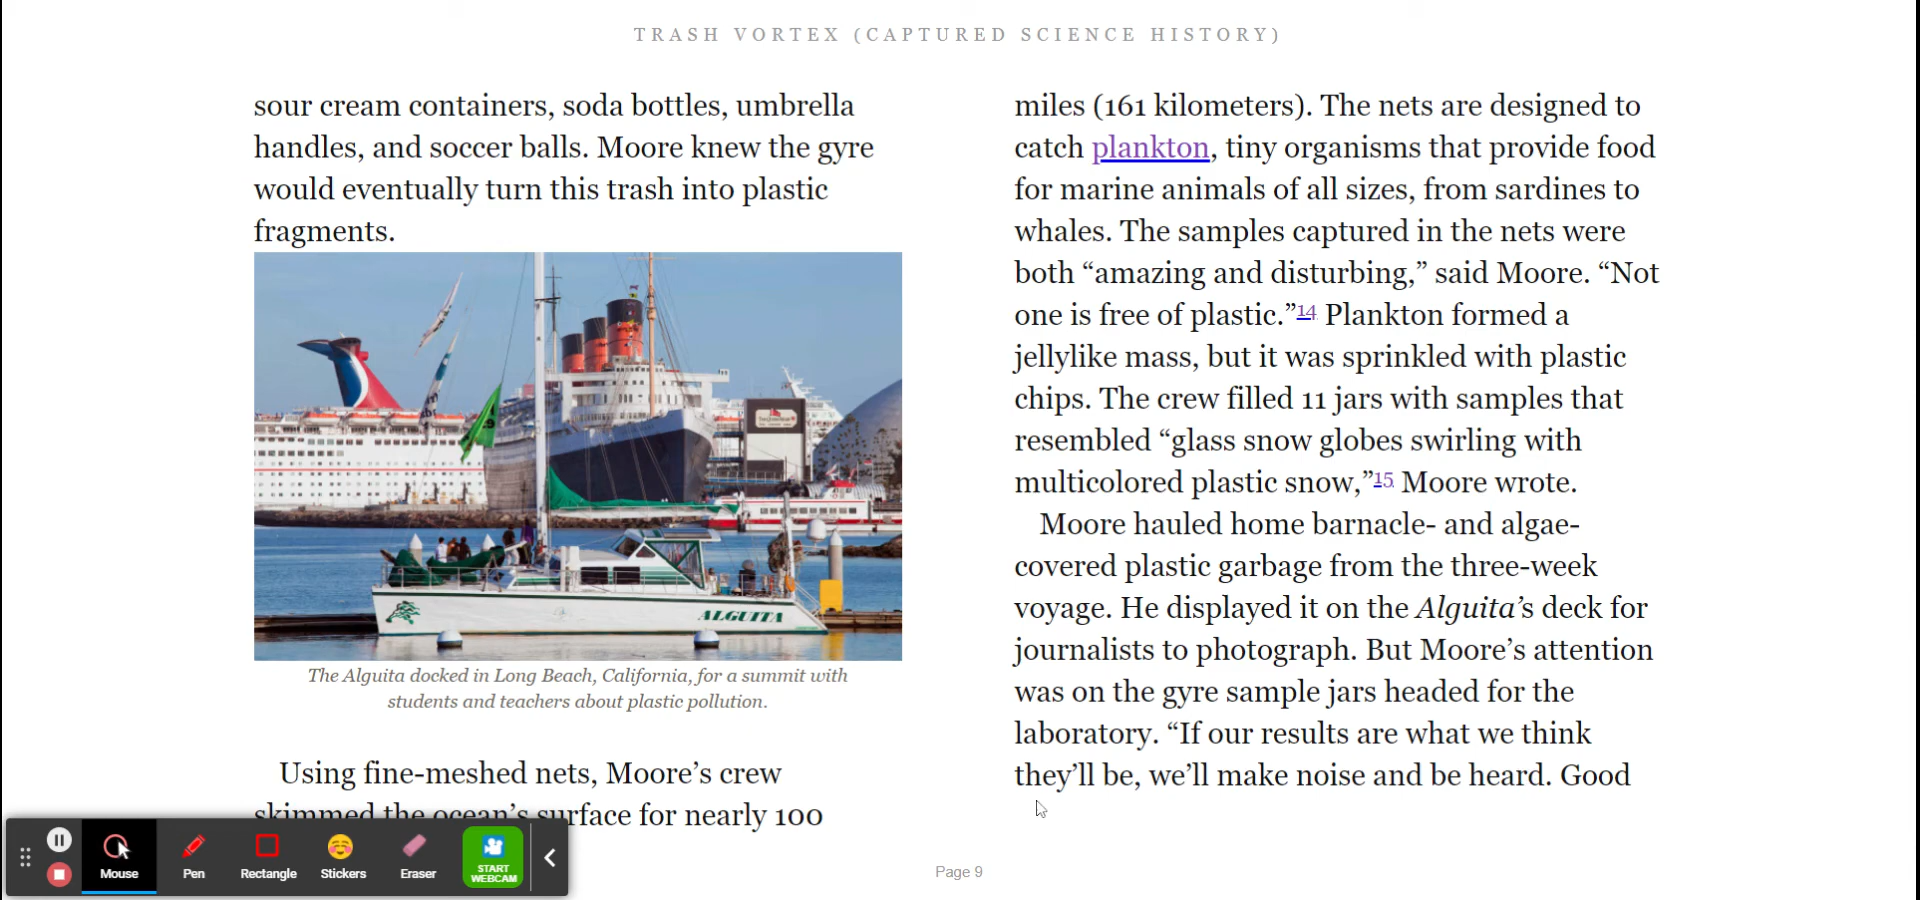 TRASH VORTEX (CAPTURED SCIENCE HISTORY)
sour cream containers, soda bottles, umbrella
handles, and soccer balls. Moore knew the gyre
would eventually turn this trash into plastic
fragments.
ALGUITA
The Alguita docked in Long Beach, California, for a summit with
students and teachers about plastic pollution.
Using fine-meshed nets, Moore’s crew
skimmed the ocean’s surface for nearly 100
miles (161 kilometers). The nets are designed to
catch plankton, tiny organisms that provide food
for marine animals of all sizes, from sardines to
whales. The samples captured in the nets were
both “amazing and disturbing,” said Moore. “Not
one is free of plastic.”14 Plankton formed a
jellylike mass, but it was sprinkled with plastic
chips. The crew filled 11 jars with samples that
resembled “glass snow globes swirling with
multicolored plastic snow,”15 Moore wrote.
Moore hauled home barnacle- and algae-
covered plastic garbage from the three-week
voyage. He displayed it on the Alguita’s deck for
journalists to photograph. But Moore’s attention
was on the gyre sample jars headed for the
laboratory. “If our results are what we think
they’ll be, we’ll make noise and be heard. Good
Page 9
Mouse
Pen
Rectangle
Stickers
Eraser
START
WEBCAM